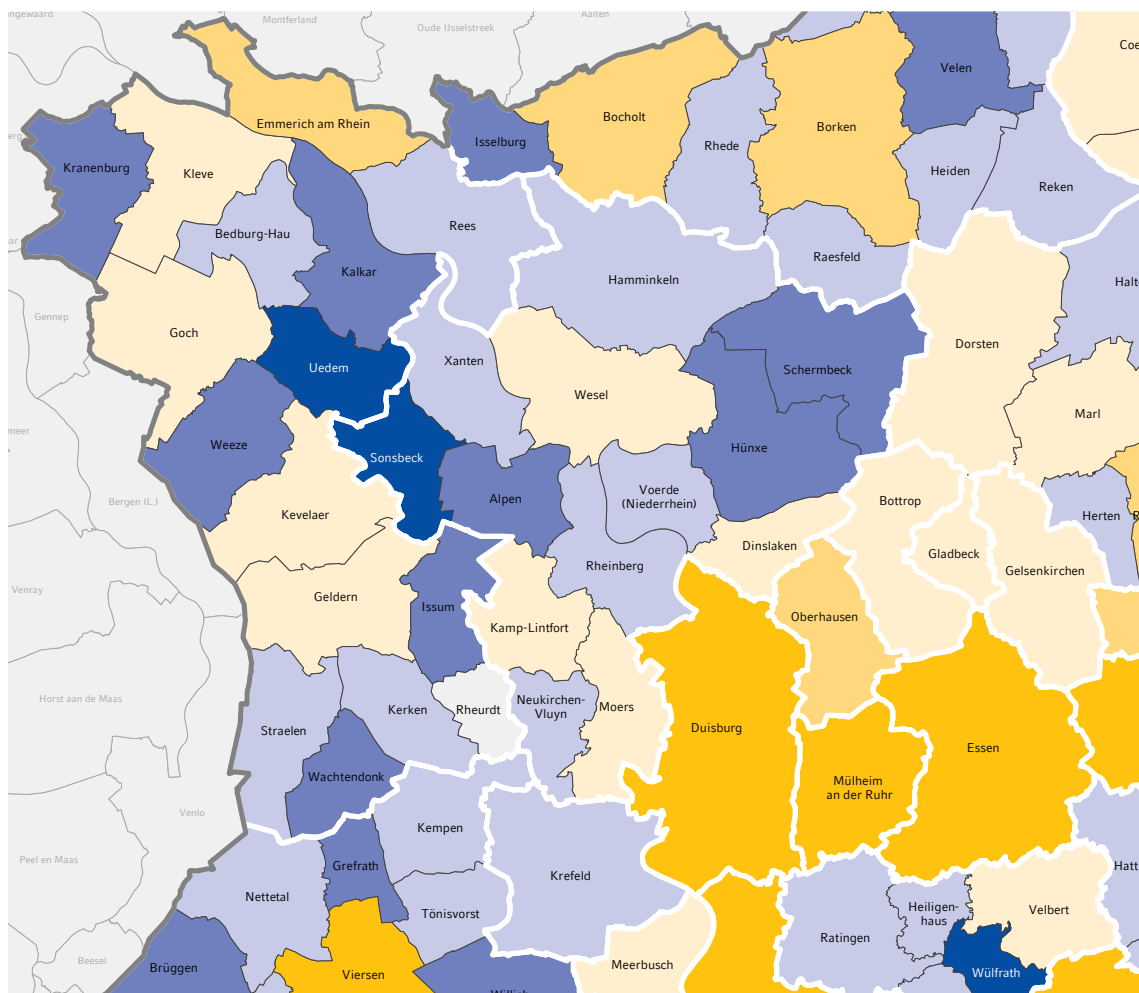 Montferland
Oude IJsselstreek
Aalten
Velen
Emmerich am Rhein
Bocholt
Borken
Isselburg
Rhede
Kranenburg
Kleve
Heiden
Reken
Bedburg-Hau
Rees
Raesfeld
Kalkar
Hamminkeln
Gennep
Goch
Dorsten
Uedem
Xanten
Schermbeck
Wesel
Marl
Weeze
Hünxe
Sonsbeck
Voerde
(Niederrhein)
Alpen
Bottrop
Bergen (L.)
Kevelaer
Herten
Dinslaken
Gladbeck
Rheinberg
Gelsenkirchen
Venray
Geldern
Issum
Oberhausen
Kamp-Lintfort
Horst aan de Maas
Kerken
Rheurdt
Neukirchen-
Vluyn
Moers
Straelen
Duisburg
Essen
Wachtendonk
Mülheim
an der Ruhr
Venlo
Kempen
Peel en Maas
Grefrath
Krefeld
Nettetal
Tönisvorst
Heiligen-
haus
Velbert
Ratingen
Beesel
Brüggen
Viersen
Meerbusch
Wülfrath